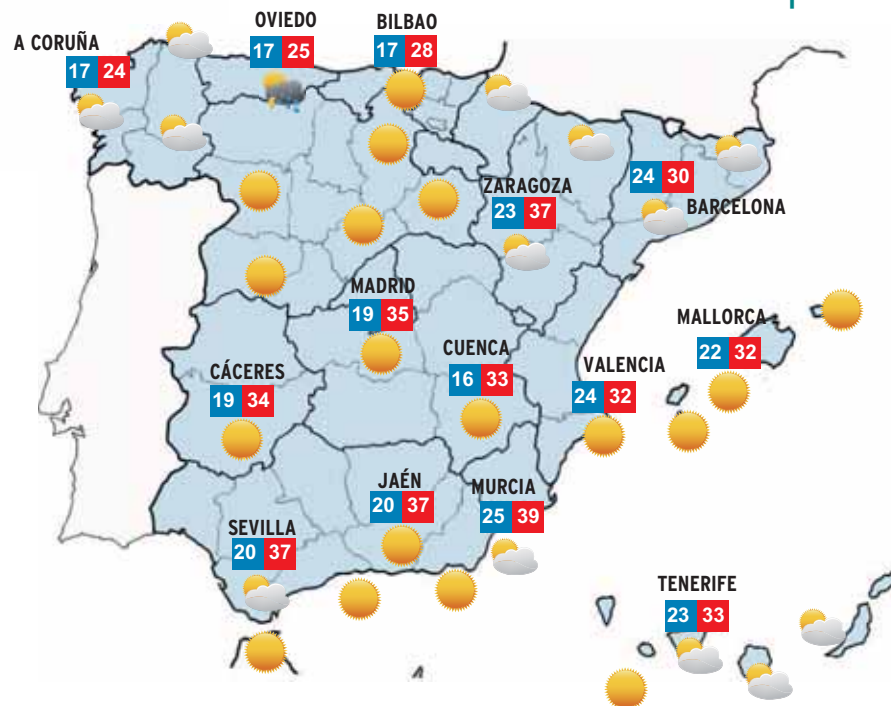 OVIEDO
17 25
BILBAO
17 28
A CORUÑA
17 24
ZARAGOZA
23 37
24 30
BARCELONA
MADRID
19 35
MALLORCA
22 32
CUENCA
16 33
VALENCIA
24 32
CÁCERES
19 34
JAÉN
20 37
MURCIA
25 39
SEVILLA
20 37
TENERIFE
23 33